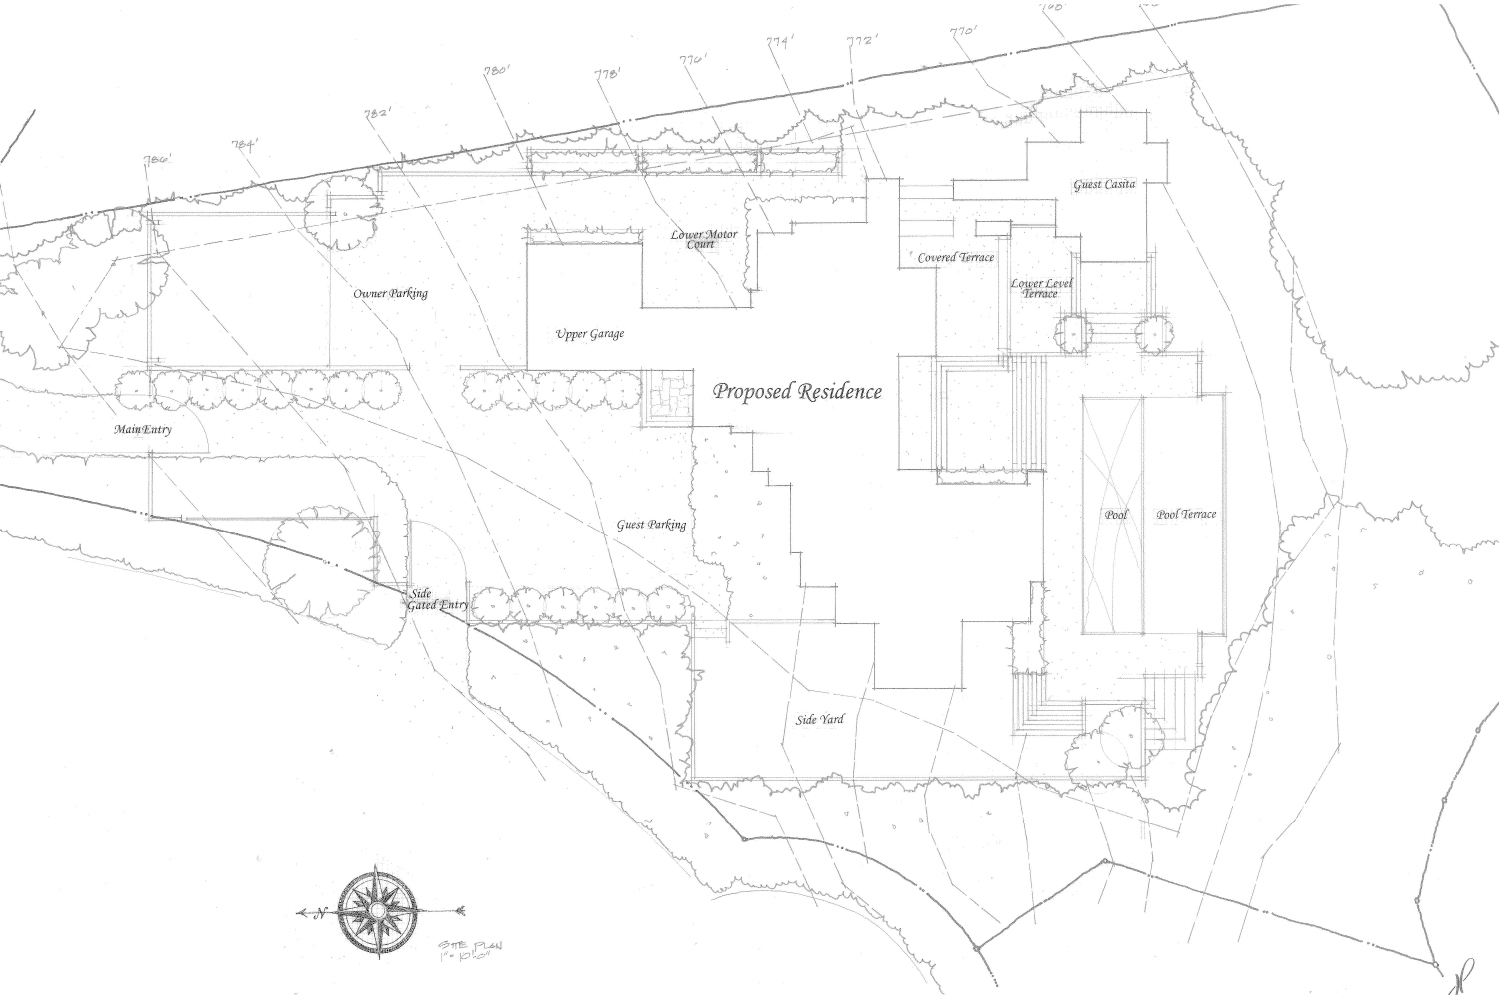 768'
770'
772'
774'
776'
778'
780'
782'
784'
786'
Guest Casita
Lower Motor
Court
Covered Terrace
Lower Level
Terrace
Owner Parking
Upper Garage
Proposed Residence
Main Entry
Pool
Pool Terrace
Guest Parking
Side
Gated Entry
Side Yard
N
SITE PLAN
1" = 10'-0"